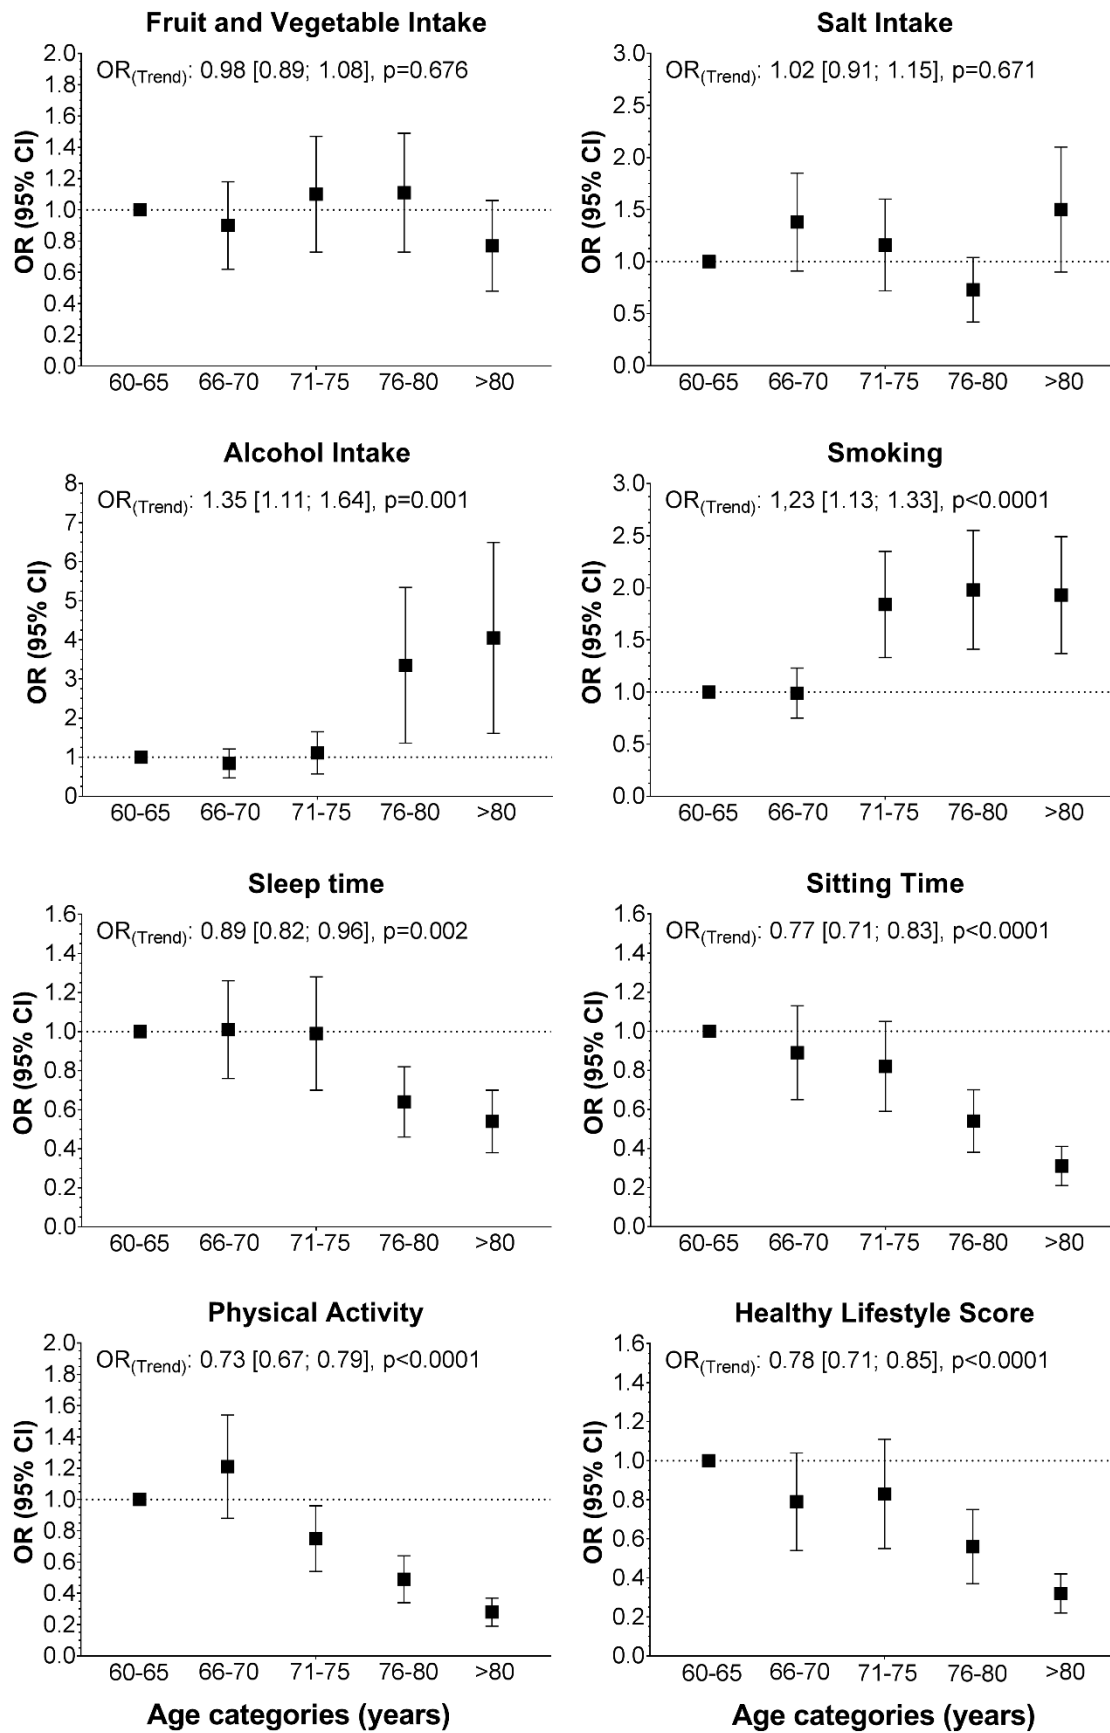 Fruit and Vegetable Intake
OR(Trend): 0.98 [0.89; 1.08], p=0.676
OR (95% CI)
2.0
1.8
1.6
1.4
1.2
1.0
0.8
0.6
0.4
0.2
0.0
60-65 66-70 71-75 76-80 >80
Salt Intake
OR(Trend): 1.02 [0.91; 1.15], p=0.671
OR (95% CI)
3.0
2.5
2.0
1.5
1.0
0.5
0.0
60-65 66-70 71-75 76-80 >80
Alcohol Intake
OR(Trend): 1.35 [1.11; 1.64], p=0.001
OR (95% CI)
8
7
6
5
4
3
2
1
0
60-65 66-70 71-75 76-80 >80
Smoking
OR(Trend): 1,23 [1.13; 1.33], p<0.0001
OR (95% CI)
3.0
2.5
2.0
1.5
1.0
0.5
0.0
60-65 66-70 71-75 76-80 >80
Sleep time
OR(Trend): 0.89 [0.82; 0.96], p=0.002
OR (95% CI)
1.6
1.4
1.2
1.0
0.8
0.6
0.4
0.2
0.0
60-65 66-70 71-75 76-80 >80
Sitting Time
OR(Trend): 0.77 [0.71; 0.83], p<0.0001
OR (95% CI)
1.6
1.4
1.2
1.0
0.8
0.6
0.4
0.2
0.0
60-65 66-70 71-75 76-80 >80
Physical Activity
OR(Trend): 0.73 [0.67; 0.79], p<0.0001
OR (95% CI)
2.0
1.8
1.6
1.4
1.2
1.0
0.8
0.6
0.4
0.2
0.0
60-65 66-70 71-75 76-80 >80
Age categories (years)
Healthy Lifestyle Score
OR(Trend): 0.78 [0.71; 0.85], p<0.0001
OR (95% CI)
1.6
1.4
1.2
1.0
0.8
0.6
0.4
0.2
0.0
60-65 66-70 71-75 76-80 >80
Age categories (years)